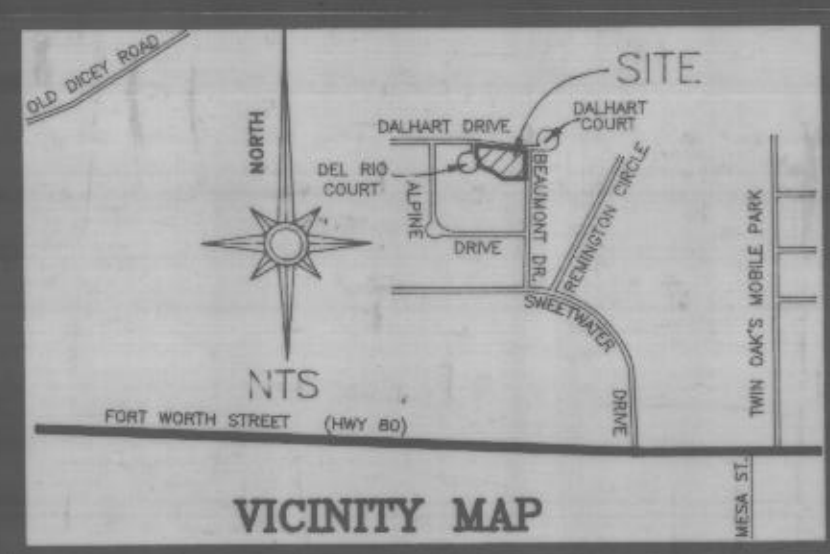 OLD DICEY ROAD
NORTH
SITE
DALHART DRIVE
DALHART
COURT
DEL RIO
COURT
ALPINE
DRIVE
BEAUMONT DR.
REMINGTON CIRCLE
SWEETWATER
DRIVE
TWIN OAK'S MOBILE PARK
NTS
FORT WORTH STREET (HWY 80)
MESA ST.
VICINITY MAP